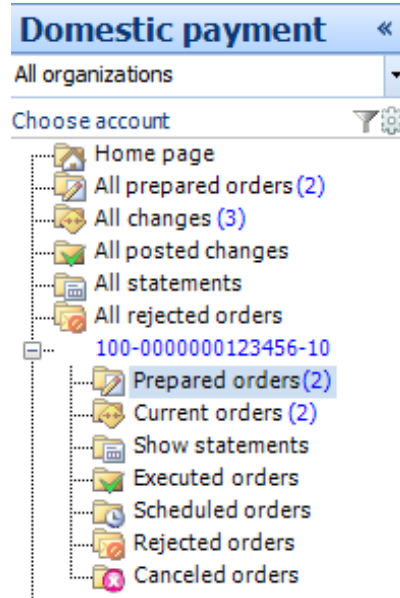 Domestic payment «
All organizations
Choose account
Home page
All prepared orders (2)
All changes (3)
All posted changes
All statements
All rejected orders
100-0000000123456-10
Prepared orders(2)
Current orders (2)
Show statements
Executed orders
Scheduled orders
Rejected orders
Canceled orders